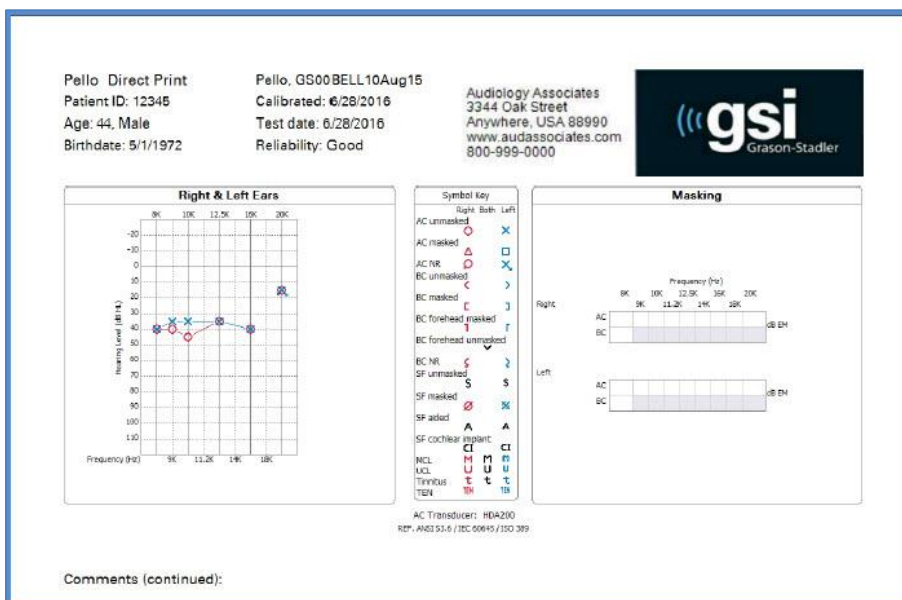 Pello Direct Print
Patient ID: 12345
Age: 44, Male
Birthdate: 5/1/1972
Pello, GS00BELL10Aug15
Calibrated: 6/28/2016
Test date: 6/28/2016
Reliability: Good
Audiology Associates
3344 Oak Street
Anywhere, USA 88990
www.audassociates.com
800-999-0000
gsi
Grason-Stadler
Right & Left Ears
8K 10K 12.5K 16K 20K
-20
-10
0
10
20
30
40
50
60
70
80
90
100
110
Hearing Level (dB HL)
Frequency (Hz) 9K 11.2K 14K 18K
Symbol Key
Right Both Left
AC unmasked
AC masked
AC NR
BC unmasked
BC masked
BC forehead masked
BC forehead unmasked
BC NR
SF unmasked
S S
SF masked
SF aided
A A
SF cochlear implant
CI CI
MCL M M m
UCL U U U
Tinnitus t t t
TEN TEN TEN
AC Transducer: HDA200
REF. ANSI S3.6 / IEC 60645 / ISO 389
Masking
Frequency (Hz)
8K 10K 12.5K 16K 20K
9K 11.2K 14K 18K
Right
AC
BC
dB EM
Left
AC
BC
dB EM
Comments (continued):